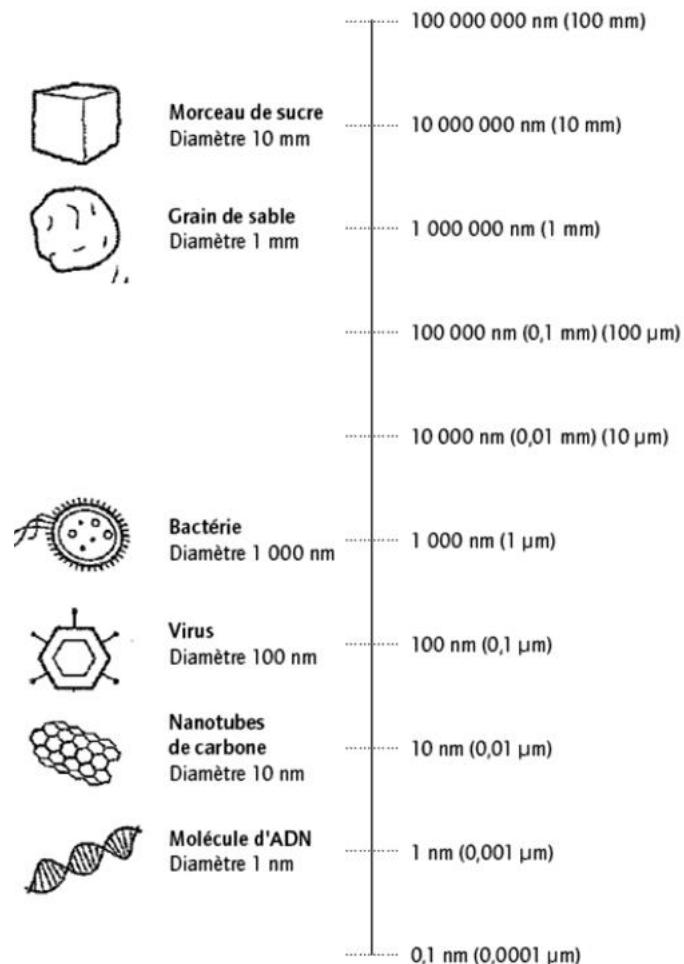 100 000 000 nm (100 mm)
Morceau de sucre
Diamètre 10 mm
10 000 000 nm (10 mm)
Grain de sable
Diamètre 1 mm
1 000 000 nm (1 mm)
100 000 nm (0,1 mm) (100 µm)
10 000 nm (0,01 mm) (10 µm)
Bactérie
Diamètre 1 000 nm
1 000 nm (1 µm)
Virus
Diamètre 100 nm
100 nm (0,1 µm)
Nanotubes
de carbone
Diamètre 10 nm
10 nm (0,01 µm)
Molécule d'ADN
Diamètre 1 nm
1 nm (0,001 µm)
0,1 nm (0,0001 µm)